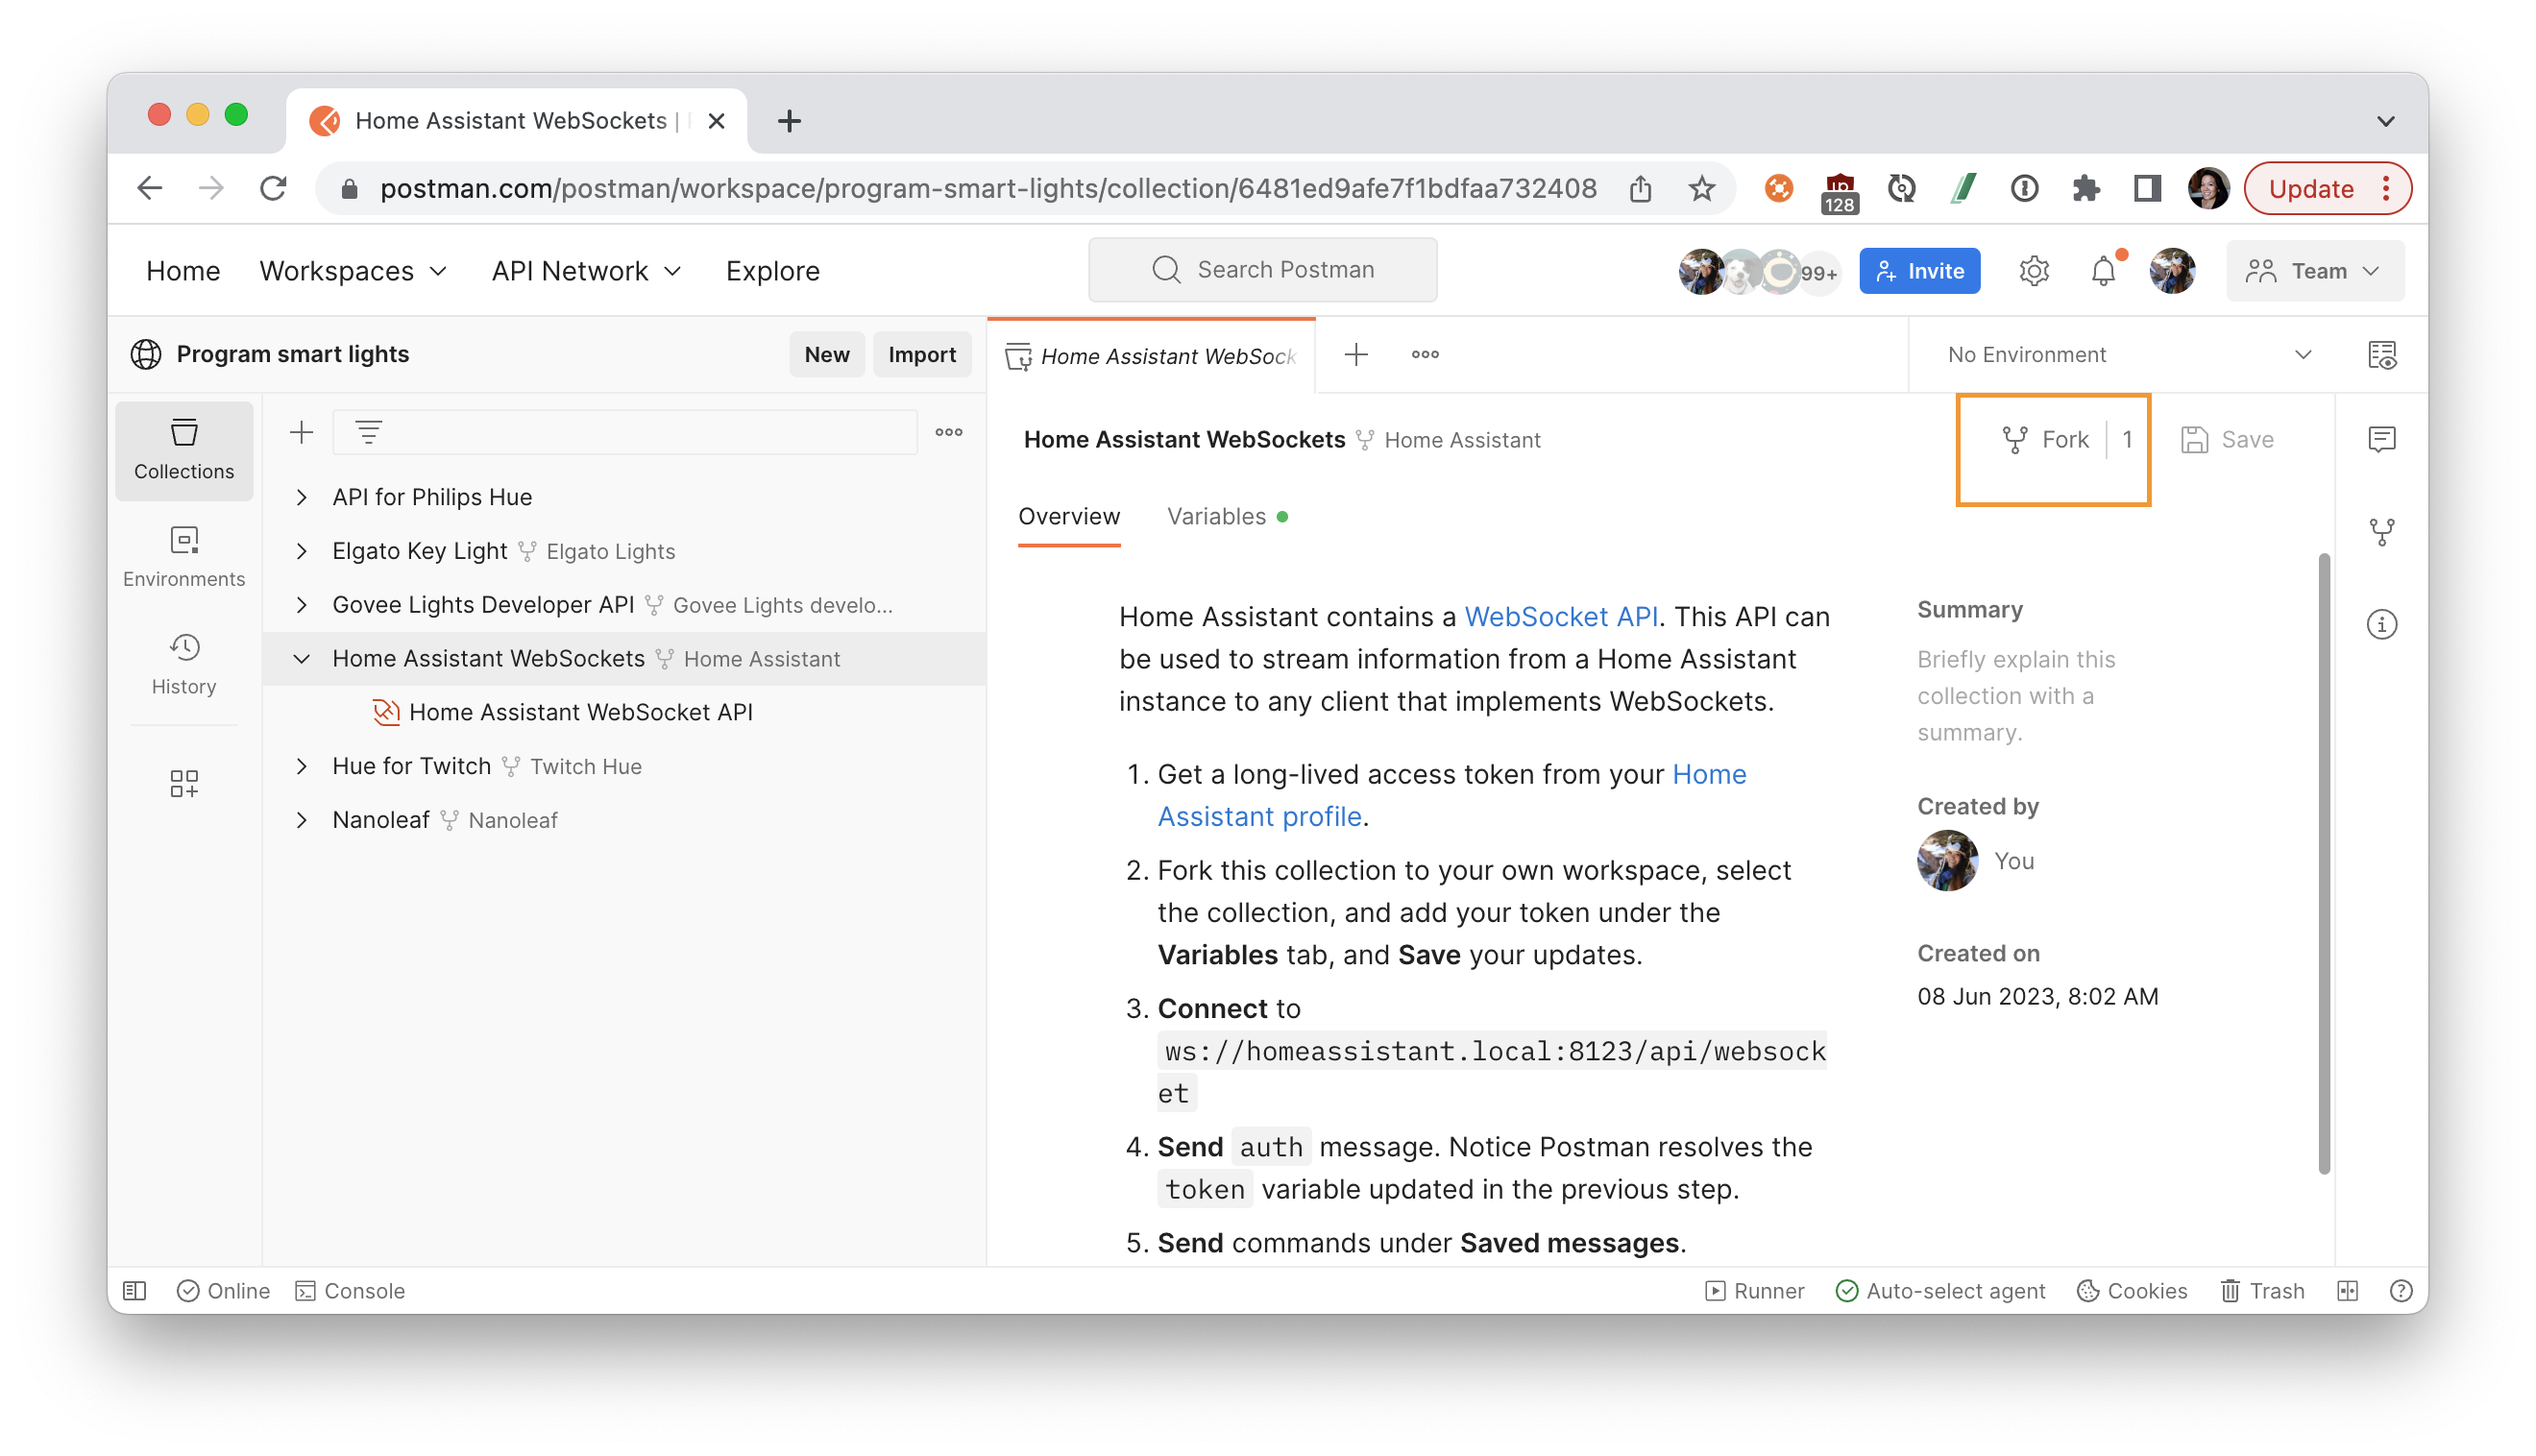 Home Assistant WebSockets |
postman.com/postman/workspace/program-smart-lights/collection/6481ed9afe7f1bdfaa732408
128
Update
Home
Workspaces
API Network
Explore
Search Postman
99+
Invite
Team
Program smart lights
New
Import
Home Assistant WebSock
No Environment
Collections
Environments
History
API for Philips Hue
Elgato Key Light Elgato Lights
Govee Lights Developer API Govee Lights develo...
Home Assistant WebSockets Home Assistant
Home Assistant WebSocket API
Hue for Twitch Twitch Hue
Nanoleaf Nanoleaf
Home Assistant WebSockets Home Assistant
Fork 1
Save
Overview
Variables
Home Assistant contains a WebSocket API. This API can
be used to stream information from a Home Assistant
instance to any client that implements WebSockets.
1. Get a long-lived access token from your Home
Assistant profile.
2. Fork this collection to your own workspace, select
the collection, and add your token under the
Variables tab, and Save your updates.
3. Connect to
ws://homeassistant.local:8123/api/websock
et
4. Send auth message. Notice Postman resolves the
token variable updated in the previous step.
5. Send commands under Saved messages.
Summary
Briefly explain this
collection with a
summary.
Created by
You
Created on
08 Jun 2023, 8:02 AM
Online
Console
Runner
Auto-select agent
Cookies
Trash